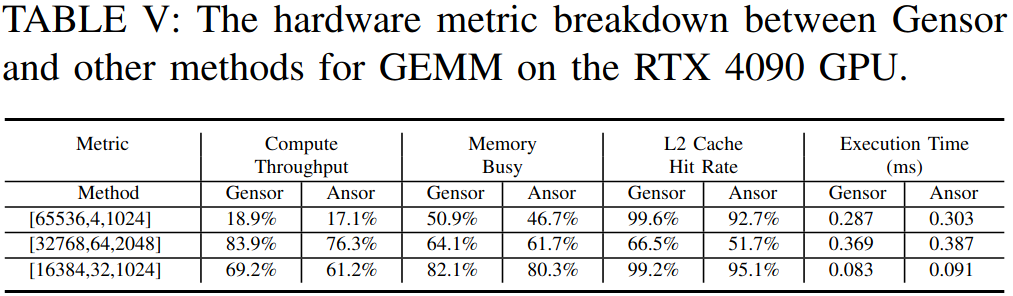 TABLE V: The hardware metric breakdown between Gensor
and other methods for GEMM on the RTX 4090 GPU.
Metric Compute Memory L2 Cache Execution Time
Throughput Busy Hit Rate (ms)
Method Gensor Ansor Gensor Ansor Gensor Ansor Gensor Ansor
[65536,4,1024] 18.9% 17.1% 50.9% 46.7% 99.6% 92.7% 0.287 0.303
[32768,64,2048] 83.9% 76.3% 64.1% 61.7% 66.5% 51.7% 0.369 0.387
[16384,32,1024] 69.2% 61.2% 82.1% 80.3% 99.2% 95.1% 0.083 0.091